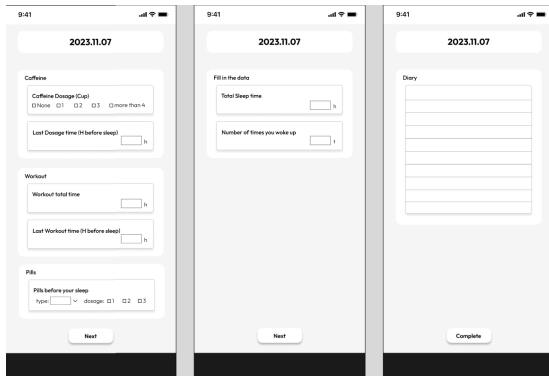 9:41
2023.11.07
Caffeine
Caffeine Dosage (Cup)
None 1 2 3 more than 4
Last Dosage time (H before sleep)
h
Workout
Workout total time
h
Last Workout time (H before sleep)
h
Pills
Pills before your sleep
type: dosage: 1 2 3
Next
9:41
2023.11.07
Fill in the data
Total Sleep time
h
Number of times you woke up
t
Next
9:41
2023.11.07
Diary
Complete